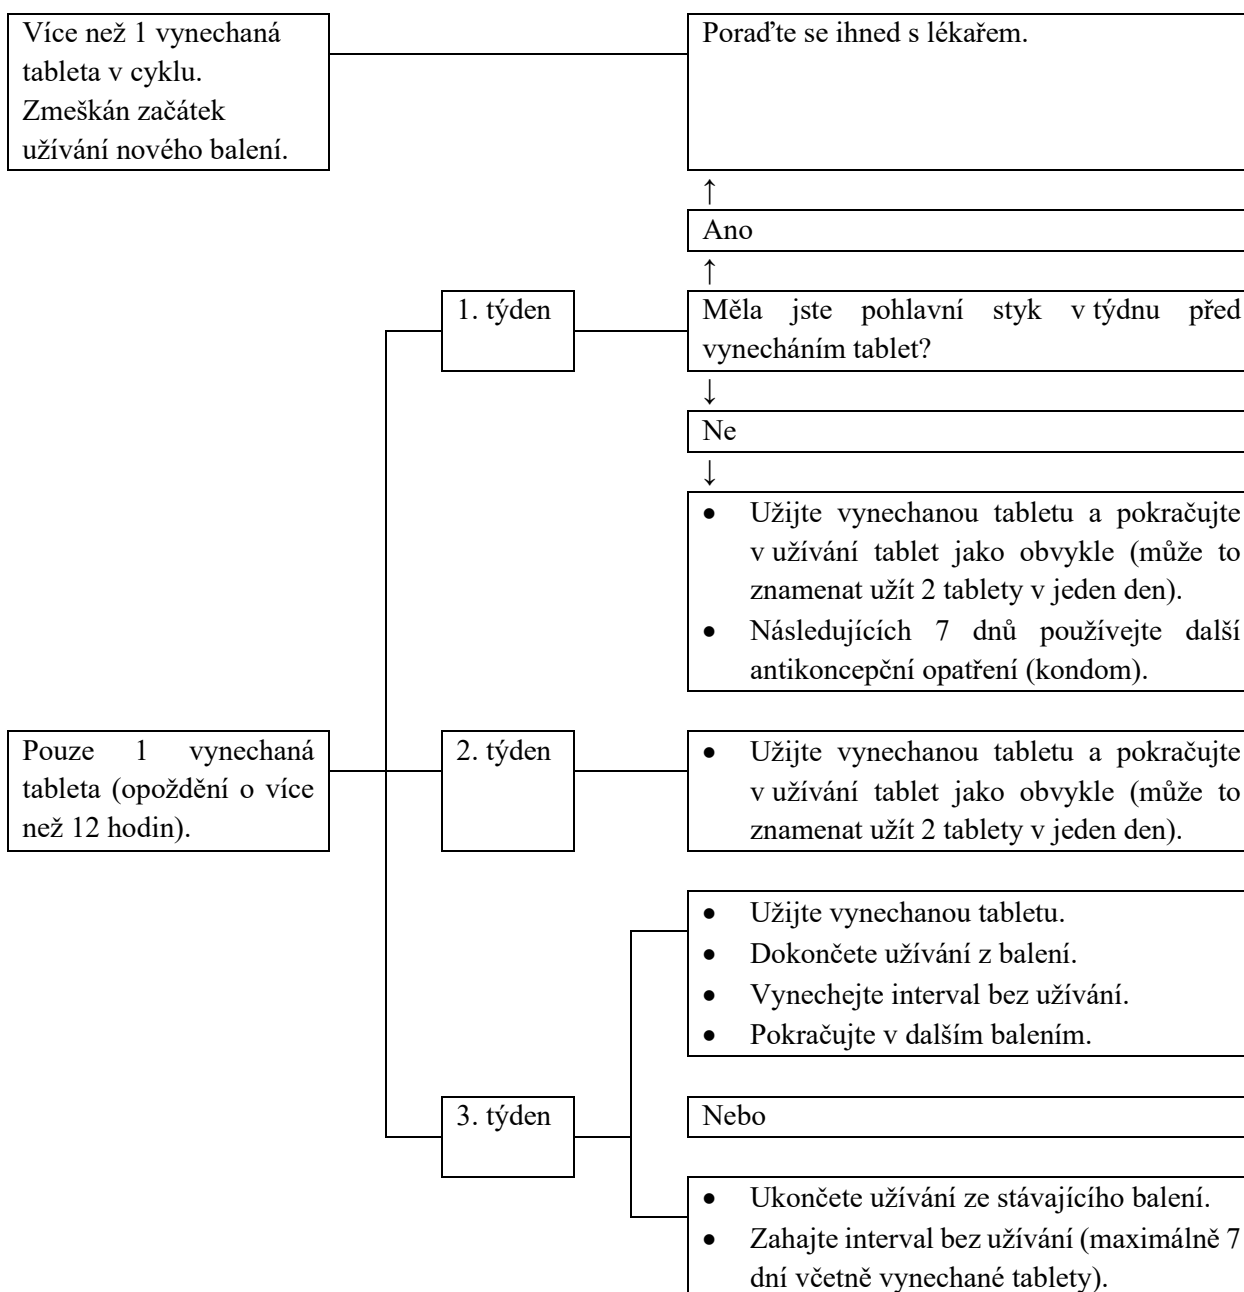 Více než 1 vynechaná
tableta v cyklu.
Zmeškán začátek
užívání nového balení.
Poraďte se ihned s lékařem.
↑
Ano
↑
1. týden
Měla jste pohlavní styk v týdnu před
vynecháním tablet?
↓
Ne
↓
• Užijte vynechanou tabletu a pokračujte
v užívání tablet jako obvykle (může to
znamenat užít 2 tablety v jeden den).
• Následujících 7 dnů používejte další
antikoncepční opatření (kondom).
Pouze 1 vynechaná
tableta (opoždění o více
než 12 hodin).
2. týden
• Užijte vynechanou tabletu a pokračujte
v užívání tablet jako obvykle (může to
znamenat užít 2 tablety v jeden den).
• Užijte vynechanou tabletu.
• Dokončete užívání z balení.
• Vynechejte interval bez užívání.
• Pokračujte v dalším balením.
3. týden
Nebo
• Ukončete užívání ze stávajícího balení.
• Zahajte interval bez užívání (maximálně 7
dní včetně vynechané tablety).